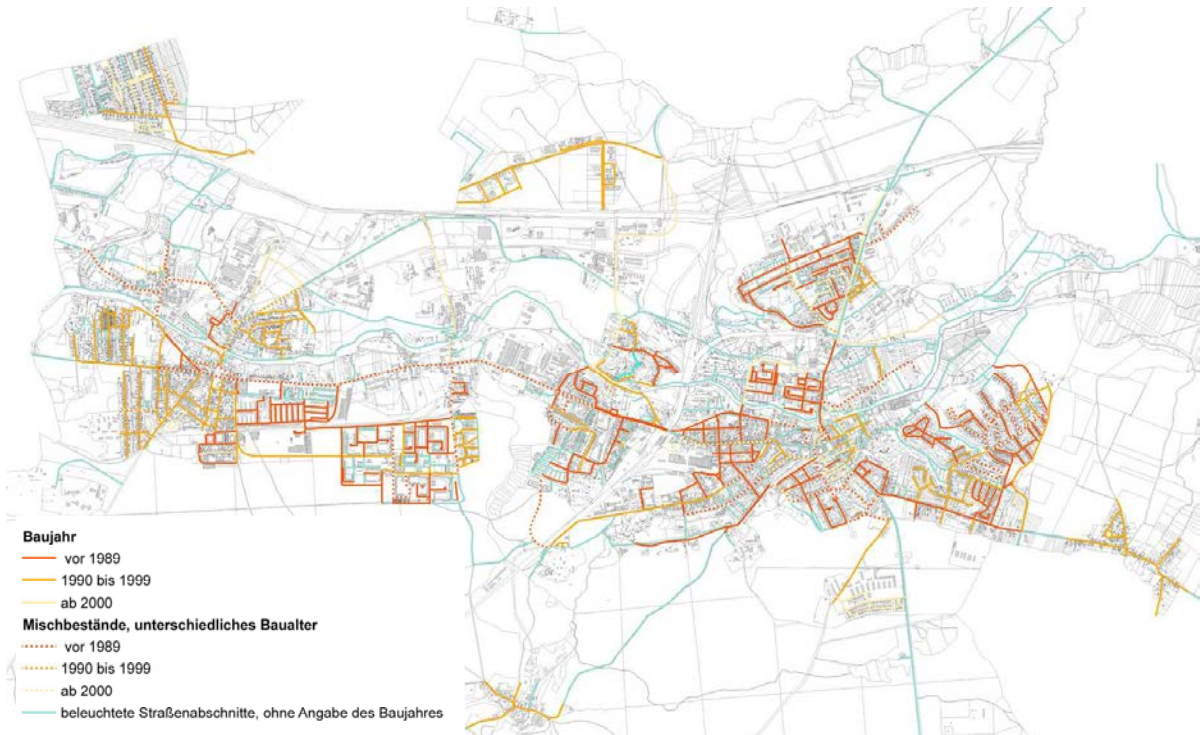 Baujahr
vor 1989
1990 bis 1999
ab 2000
Mischbestände, unterschiedliches Baualter
vor 1989
1990 bis 1999
ab 2000
beleuchtete Straßenabschnitte, ohne Angabe des Baujahres